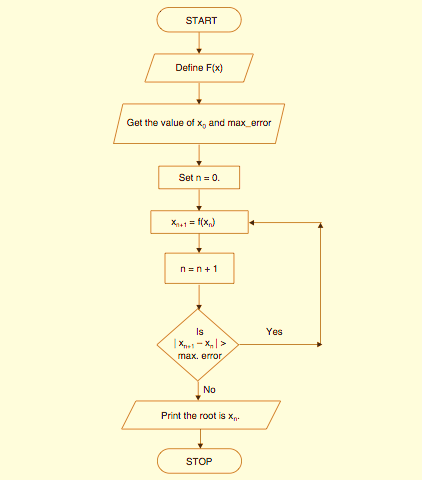 START
Define F(x)
Get the value of x₀ and max_error
Set n = 0.
xₙ₊₁ = f(xₙ)
n = n + 1
Is
| xₙ₊₁ – xₙ | >
max. error
Yes
No
Print the root is xₙ.
STOP